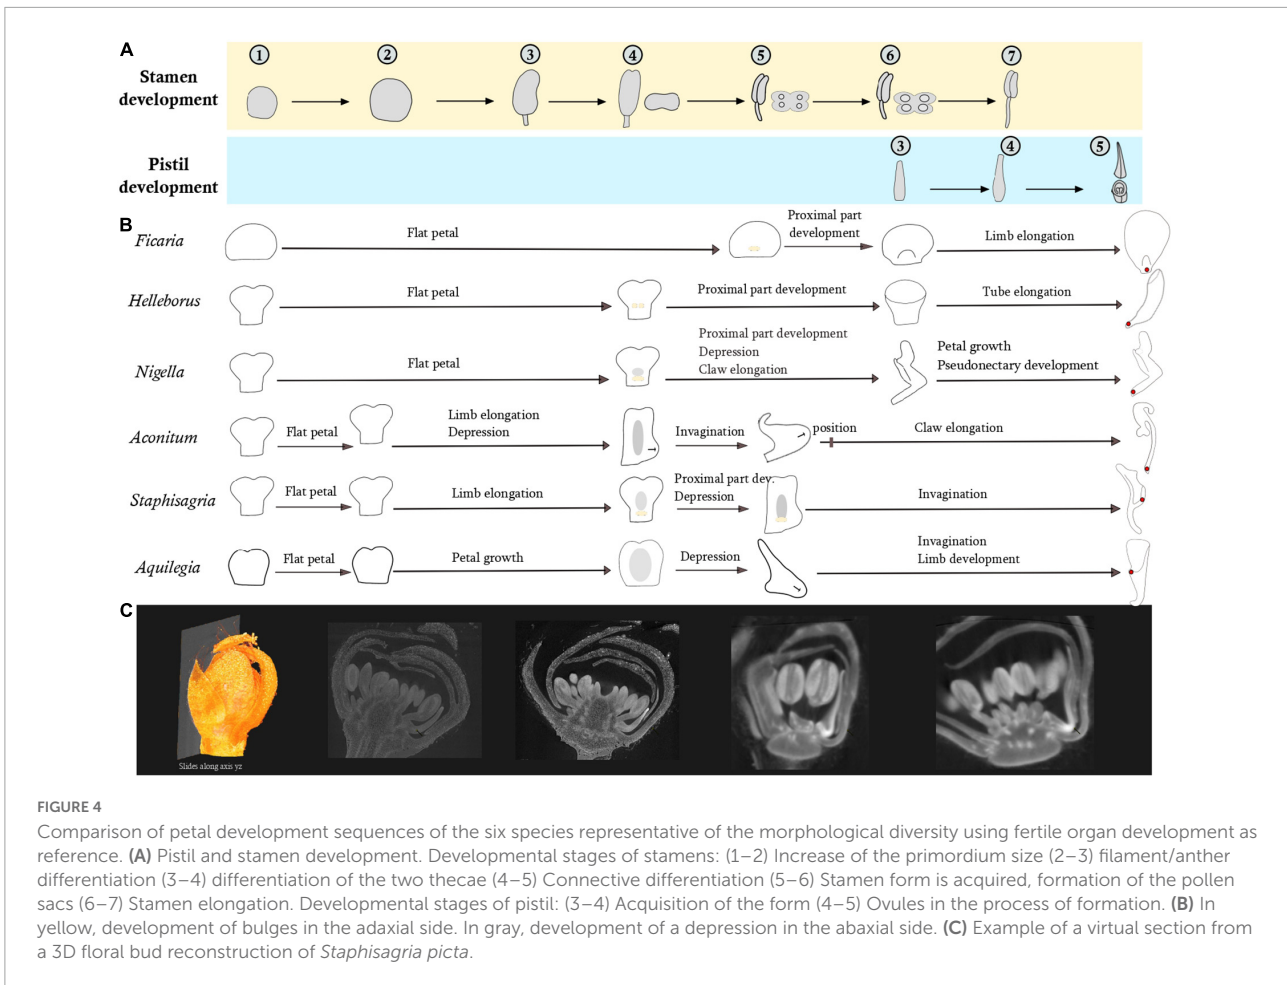 A
Stamen
development
1 2 3 4 5 6 7
Pistil
development
3 4 5
B
Ficaria
Flat petal
Proximal part
development
Limb elongation
Helleborus
Flat petal
Proximal part development
Tube elongation
Nigella
Flat petal
Proximal part development
Depression
Claw elongation
Petal growth
Pseudonectary development
Aconitum
Flat petal
Limb elongation
Depression
Invagination
position
Claw elongation
Staphisagria
Flat petal
Limb elongation
Proximal part dev.
Depression
Invagination
Aquilegia
Flat petal
Petal growth
Depression
Invagination
Limb development
C
Slides along axis yz
FIGURE 4
Comparison of petal development sequences of the six species representative of the morphological diversity using fertile organ development as
reference. (A) Pistil and stamen development. Developmental stages of stamens: (1–2) Increase of the primordium size (2–3) filament/anther
differentiation (3–4) differentiation of the two thecae (4–5) Connective differentiation (5–6) Stamen form is acquired, formation of the pollen
sacs (6–7) Stamen elongation. Developmental stages of pistil: (3–4) Acquisition of the form (4–5) Ovules in the process of formation. (B) In
yellow, development of bulges in the adaxial side. In gray, development of a depression in the abaxial side. (C) Example of a virtual section from
a 3D floral bud reconstruction of Staphisagria picta.